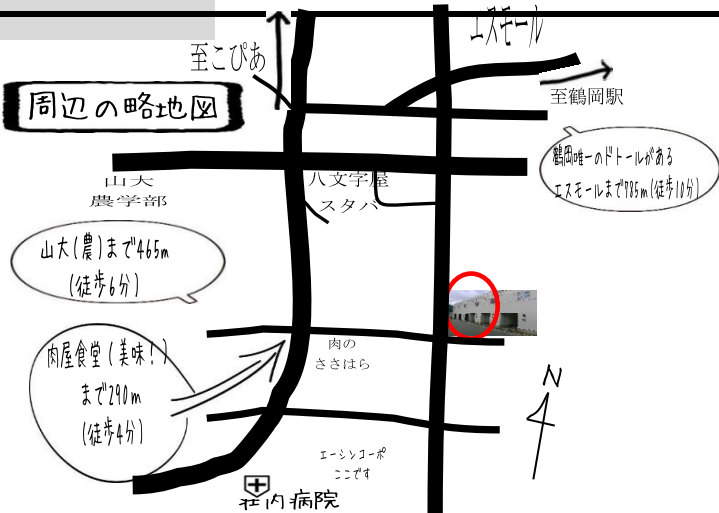 エスモール
至こぴあ
周辺の略地図
至鶴岡駅
鶴岡唯一のドトールがある
エスモールまで785m(徒歩10分)
山大
農学部
八文字屋
スタバ
山大(農)まで465m
(徒歩6分)
肉の
ささはら
肉屋食堂(美味!)
まで290m
(徒歩4分)
N
エーシンコーポ
ここです
荘内病院